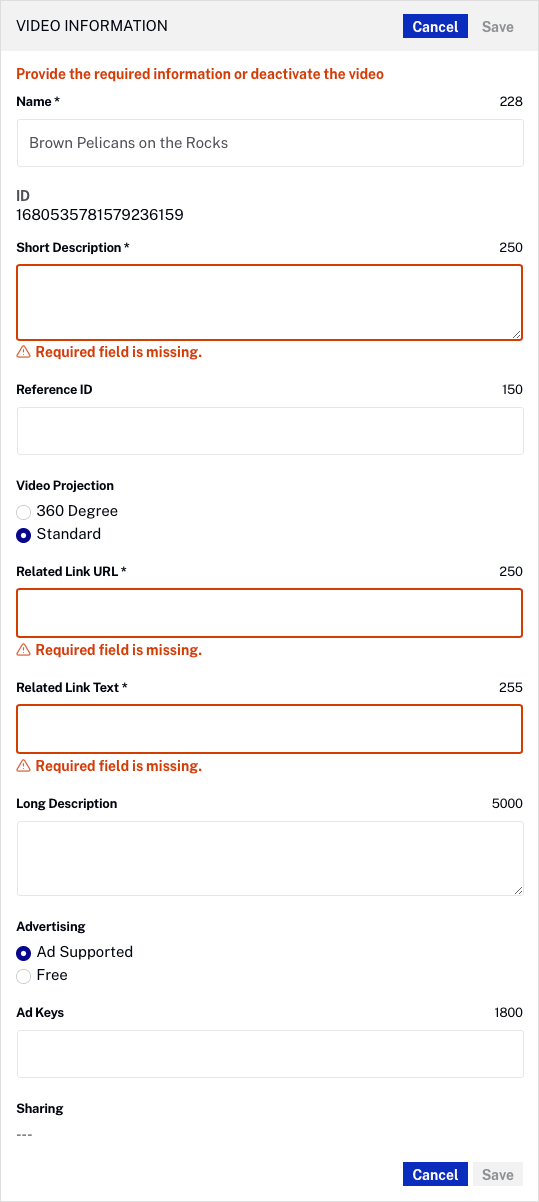 VIDEO INFORMATION Cancel Save
Provide the required information or deactivate the video
Name * 228
Brown Pelicans on the Rocks
ID
1680535781579236159
Short Description * 250
Required field is missing.
Reference ID 150
Video Projection
360 Degree
Standard
Related Link URL * 250
Required field is missing.
Related Link Text * 255
Required field is missing.
Long Description 5000
Advertising
Ad Supported
Free
Ad Keys 1800
Sharing
---
Cancel Save